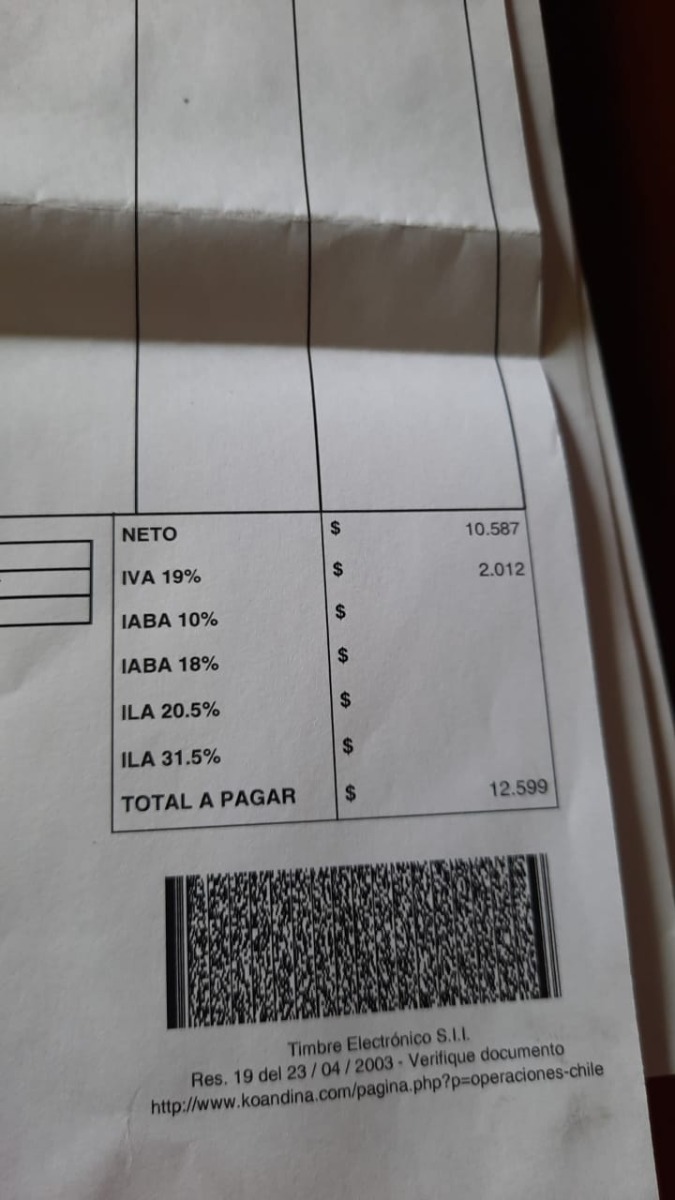 NETO $ 10.587
IVA 19% $ 2.012
IABA 10% $
IABA 18% $
ILA 20.5% $
ILA 31.5% $
TOTAL A PAGAR $ 12.599
Timbre Electrónico S.I.I.
Res. 19 del 23 / 04 / 2003 - Verifique documento
http://www.koandina.com/pagina.php?p=operaciones-chile